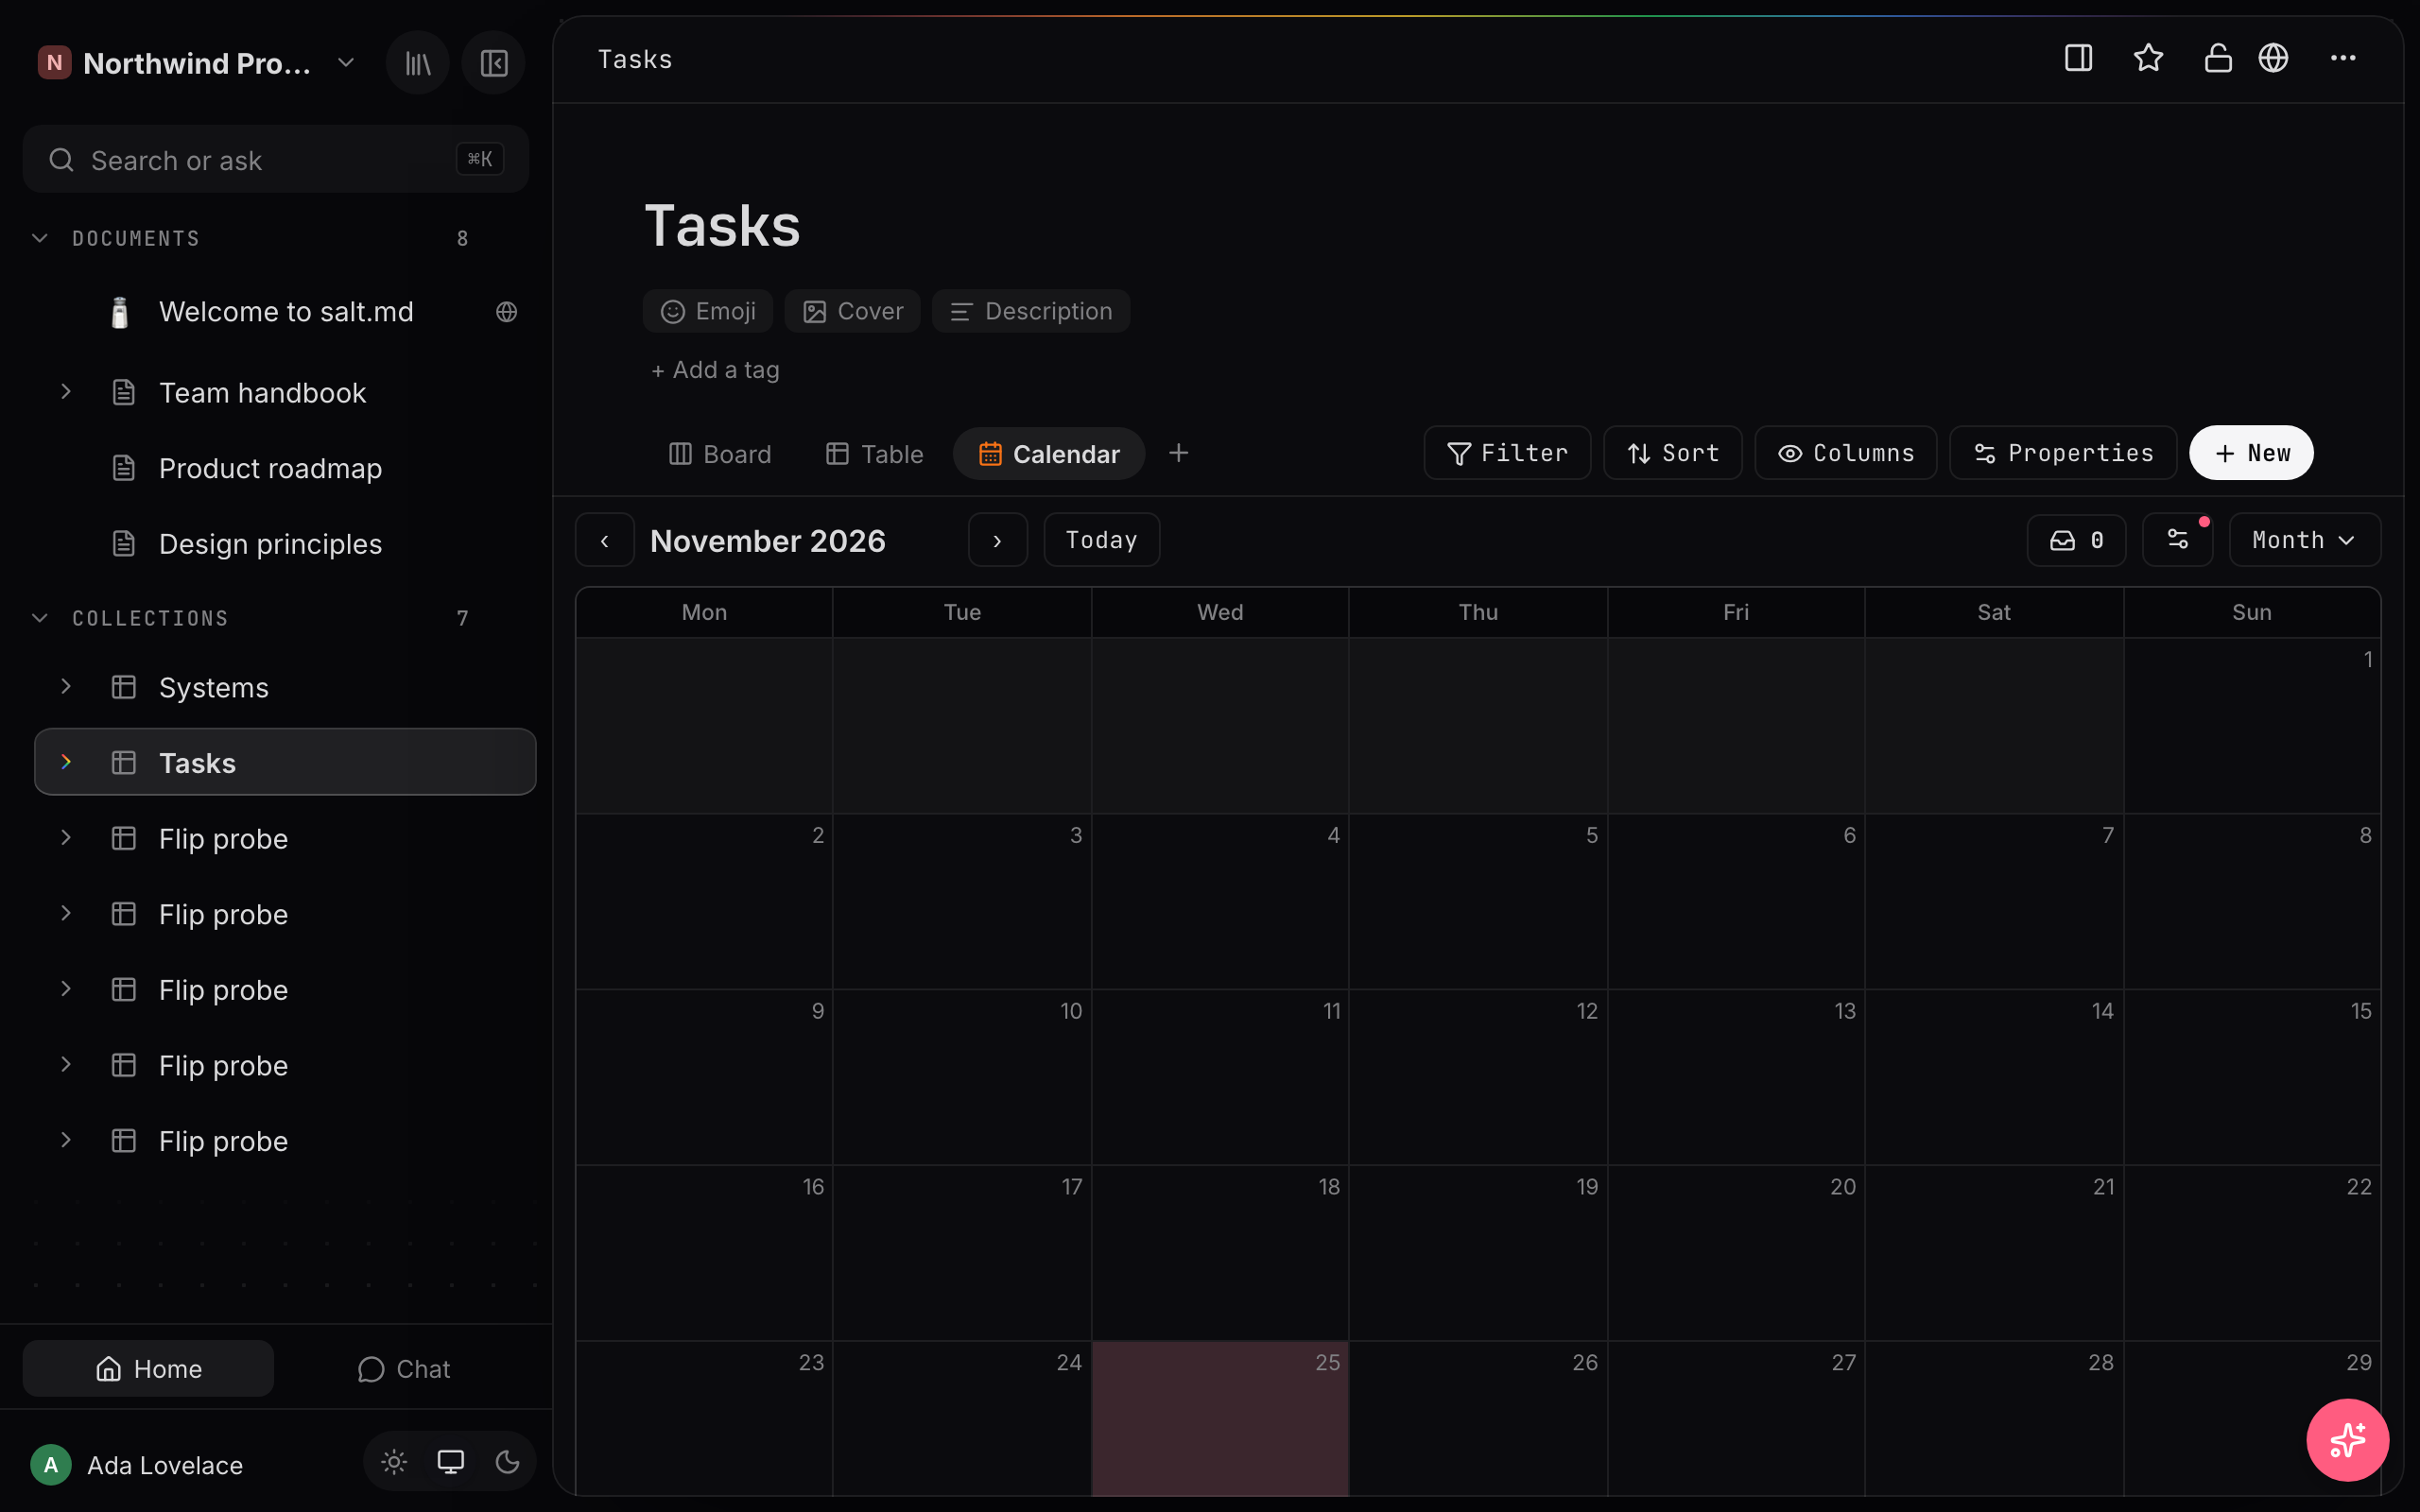 N Northwind Pro...
Search or ask ⌘K
DOCUMENTS 8
Welcome to salt.md
Team handbook
Product roadmap
Design principles
COLLECTIONS 7
Systems
Tasks
Flip probe
Flip probe
Flip probe
Flip probe
Flip probe
Home Chat
A Ada Lovelace
Tasks
Tasks
Emoji Cover Description
+ Add a tag
Board Table Calendar +
Filter Sort Columns Properties + New
‹ November 2026 › Today 0 Month
Mon Tue Wed Thu Fri Sat Sun
1
2 3 4 5 6 7 8
9 10 11 12 13 14 15
16 17 18 19 20 21 22
23 24 25 26 27 28 29